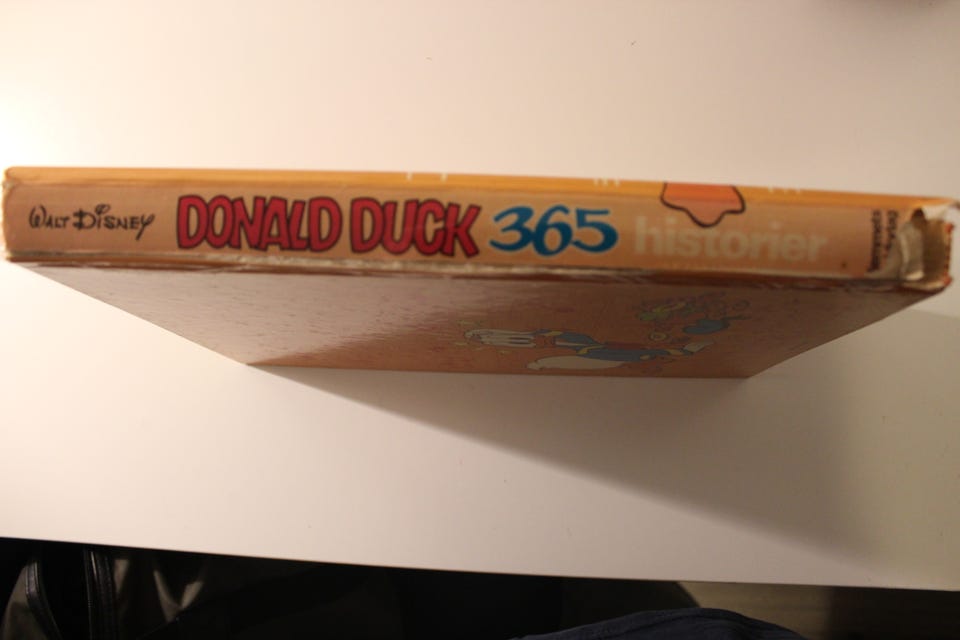 WALT DISNEY DONALD DUCK 365 historier